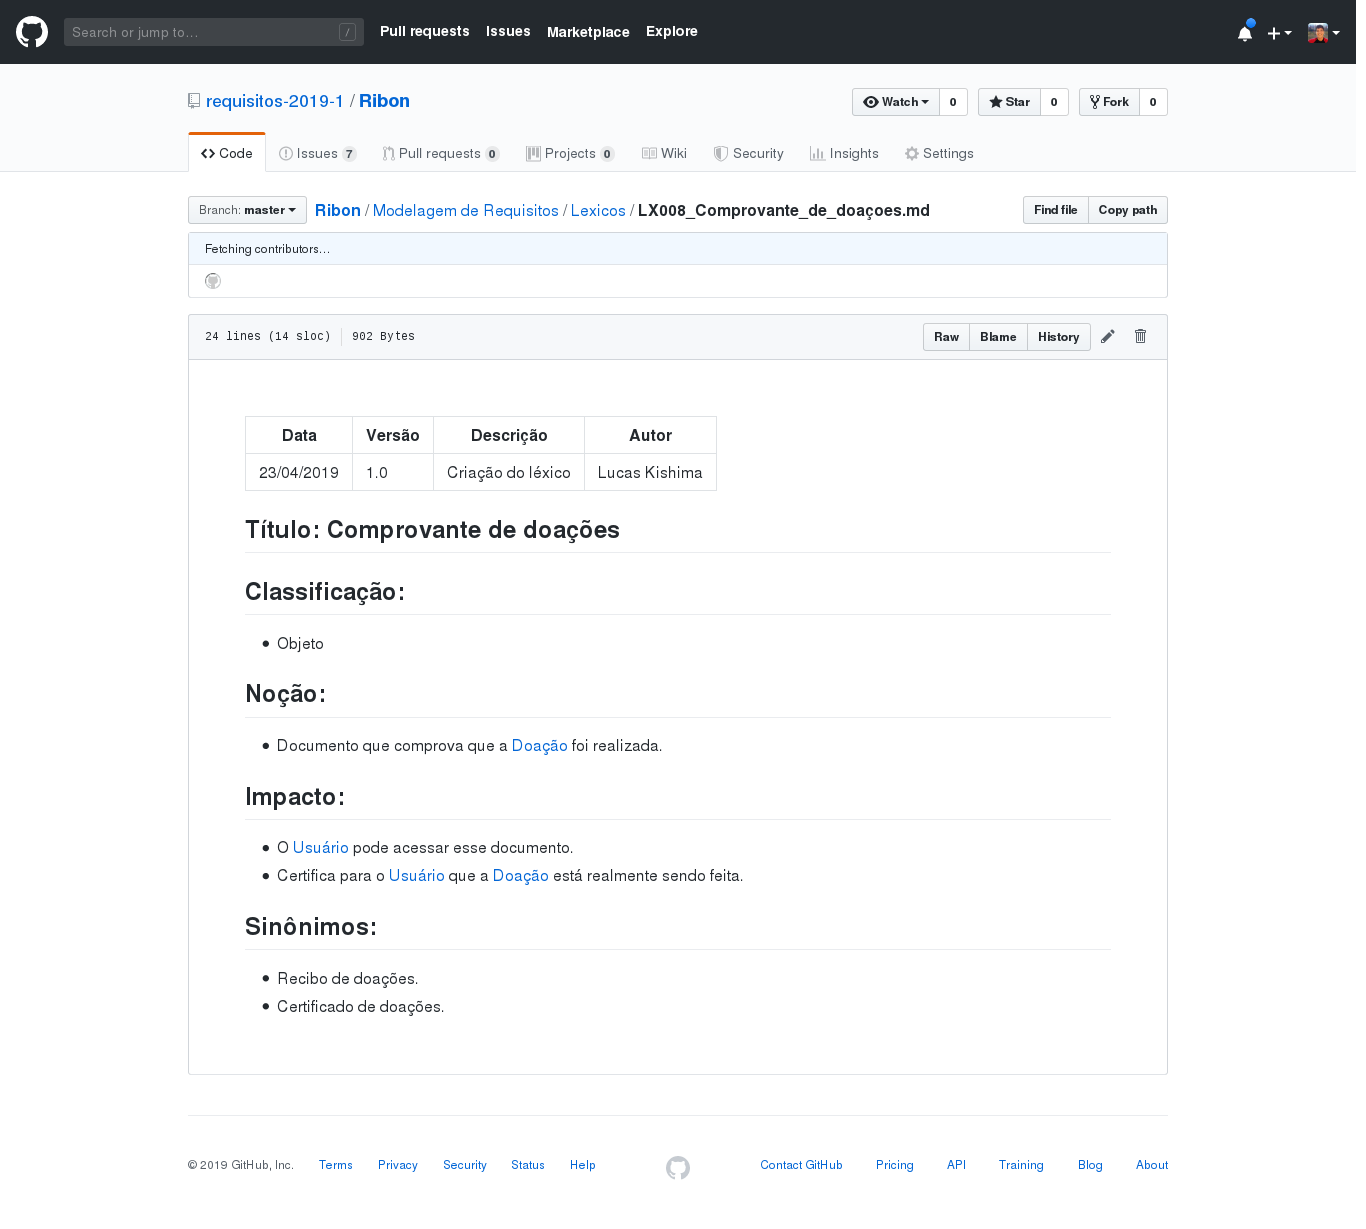 Search or jump to... /
Pull requests Issues Marketplace Explore
requisitos-2019-1 / Ribon
Watch 0 Star 0 Fork 0
Code Issues 7 Pull requests 0 Projects 0 Wiki Security Insights Settings
Branch: master Ribon / Modelagem de Requisitos / Lexicos / LX008_Comprovante_de_doaçoes.md Find file Copy path
Fetching contributors…
24 lines (14 sloc) 902 Bytes Raw Blame History
Data Versão Descrição Autor
23/04/2019 1.0 Criação do léxico Lucas Kishima
Título: Comprovante de doações
Classificação:
• Objeto
Noção:
• Documento que comprova que a Doação foi realizada.
Impacto:
• O Usuário pode acessar esse documento.
• Certifica para o Usuário que a Doação está realmente sendo feita.
Sinônimos:
• Recibo de doações.
• Certificado de doações.
© 2019 GitHub, Inc. Terms Privacy Security Status Help Contact GitHub Pricing API Training Blog About